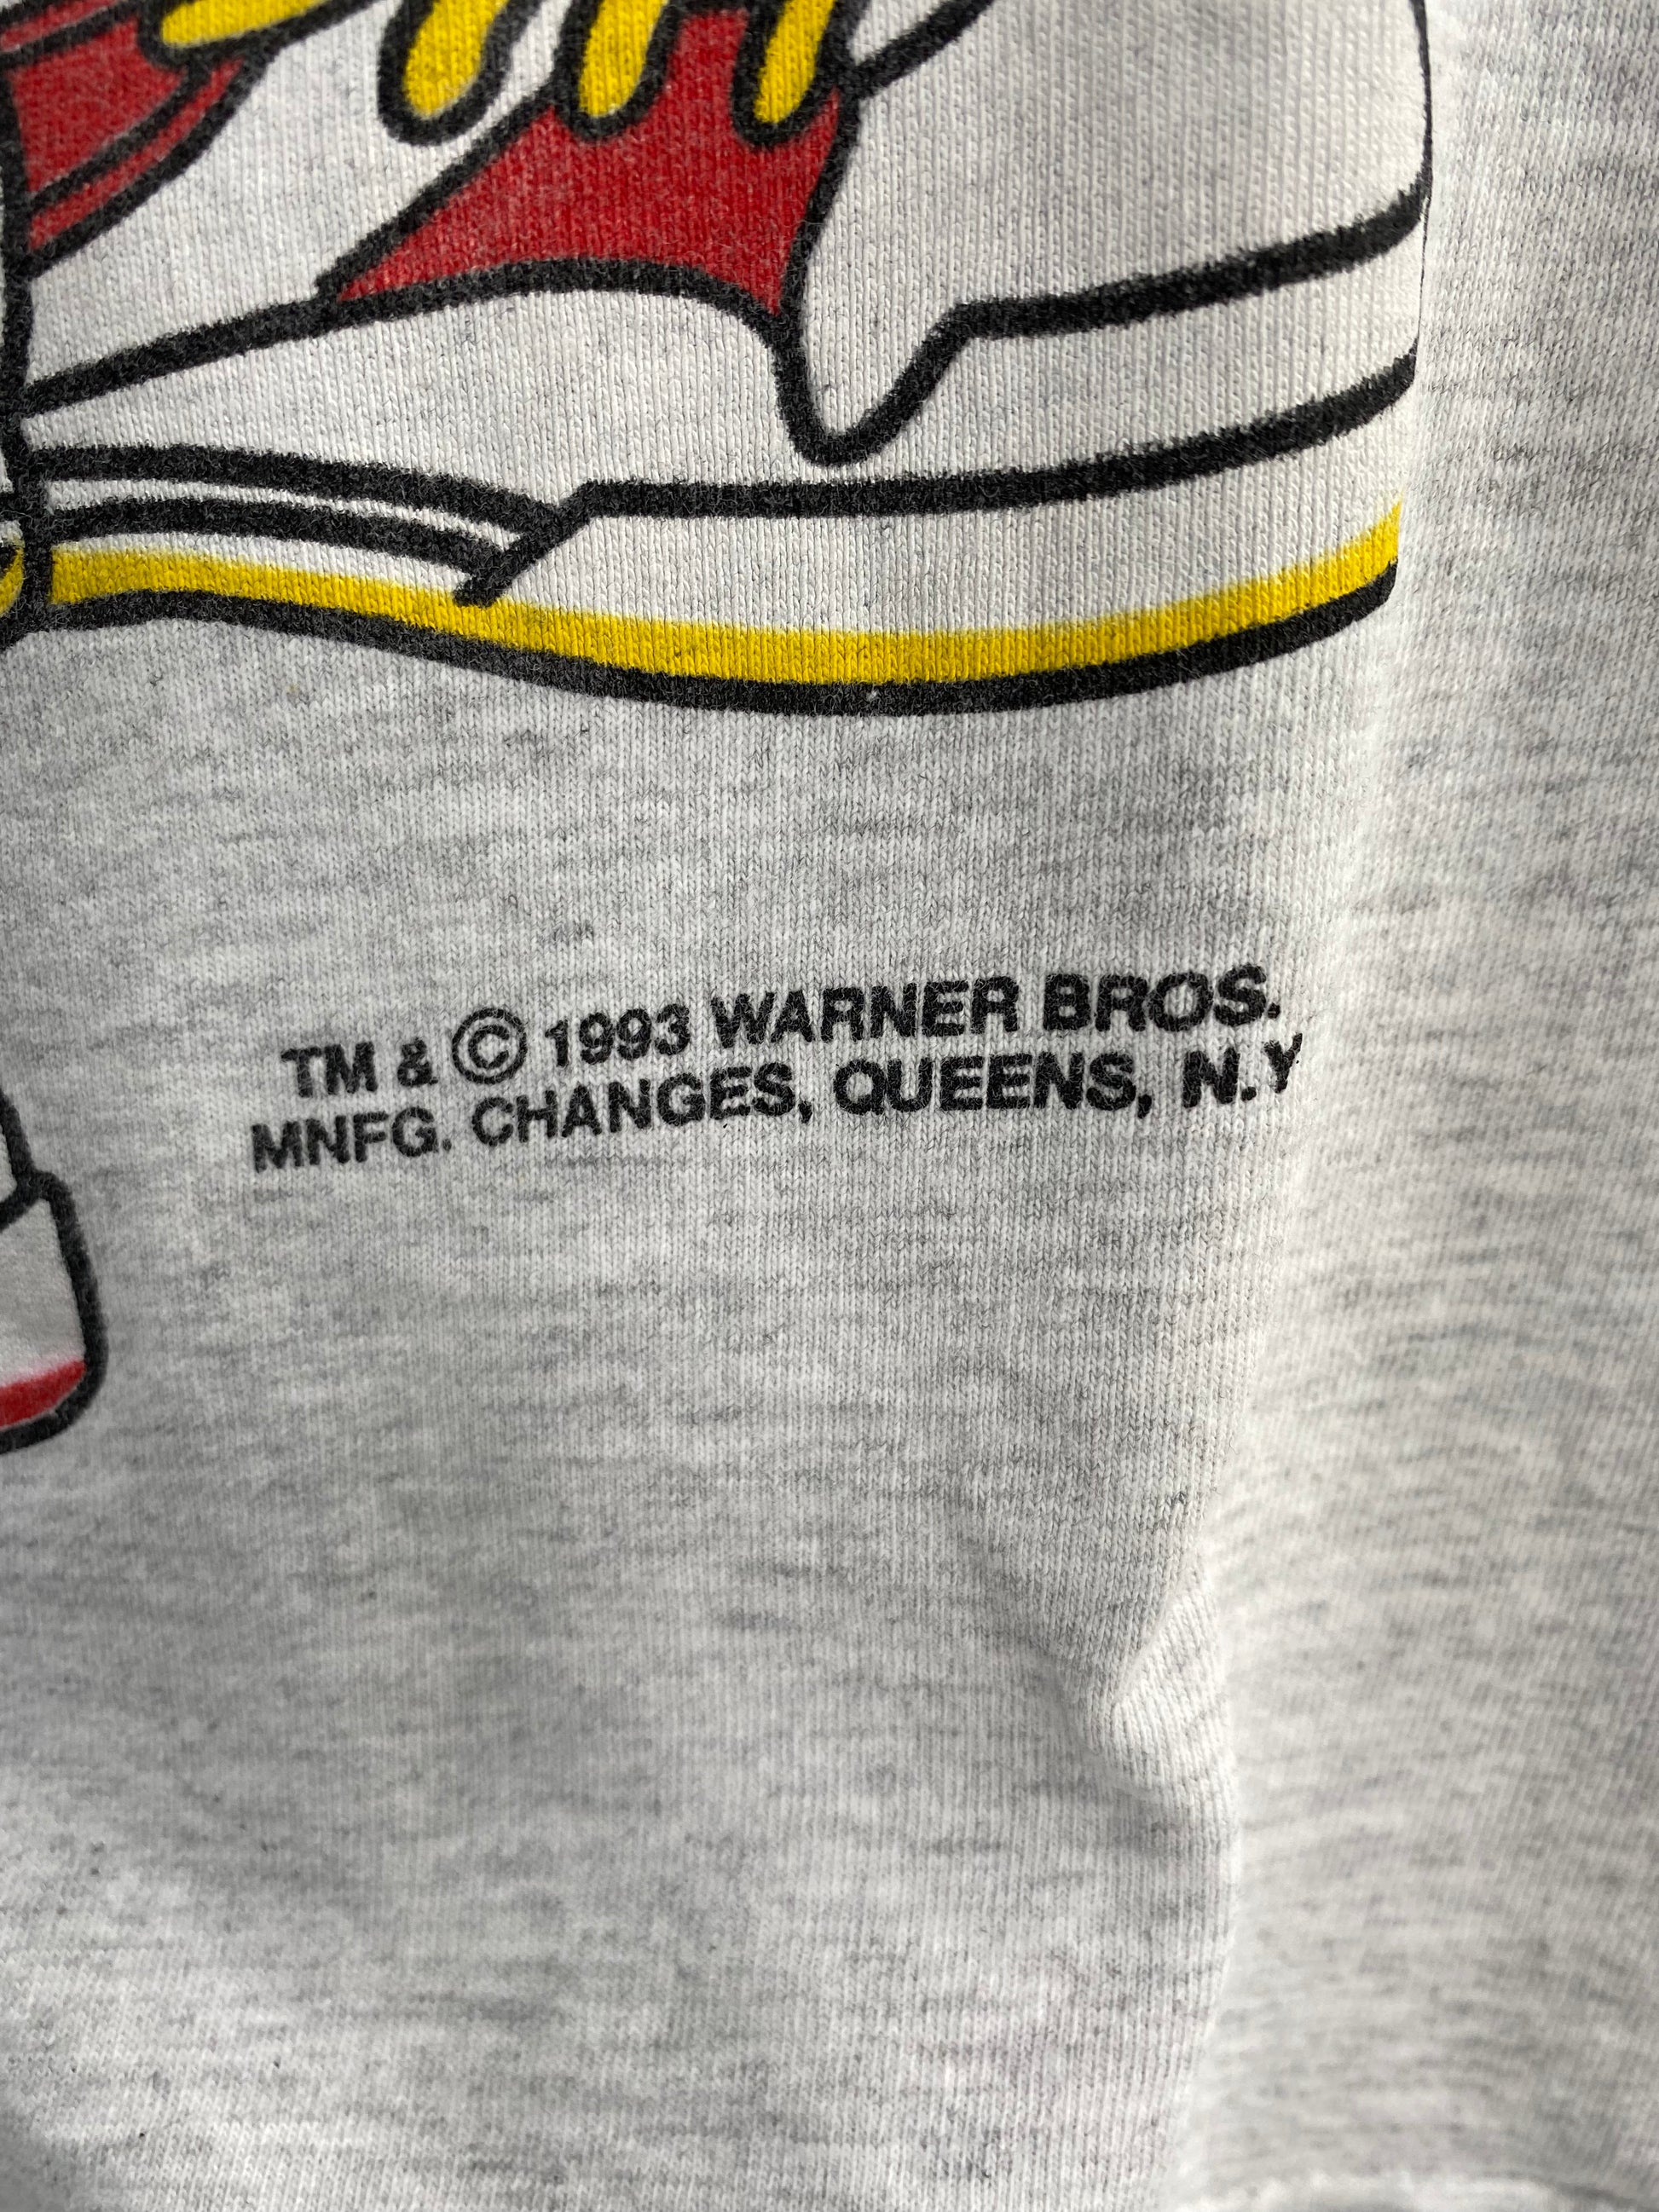 TM & © 1993 WARNER BROS.
MNFG. CHANGES, QUEENS, N.Y